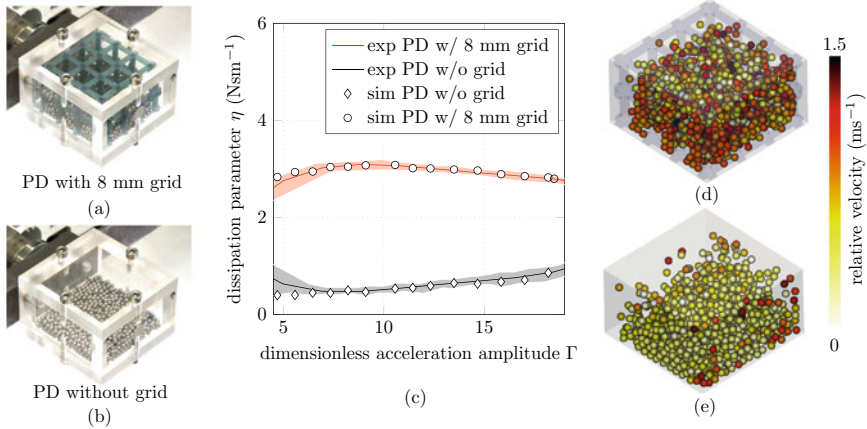 PD with 8 mm grid
(a)
PD without grid
(b)
6
4
2
0
5
10
15
dissipation parameter η (Nsm⁻¹)
dimensionless acceleration amplitude Γ
exp PD w/ 8 mm grid
exp PD w/o grid
sim PD w/o grid
sim PD w/ 8 mm grid
(c)
(d)
(e)
1.5
relative velocity (ms⁻¹)
0